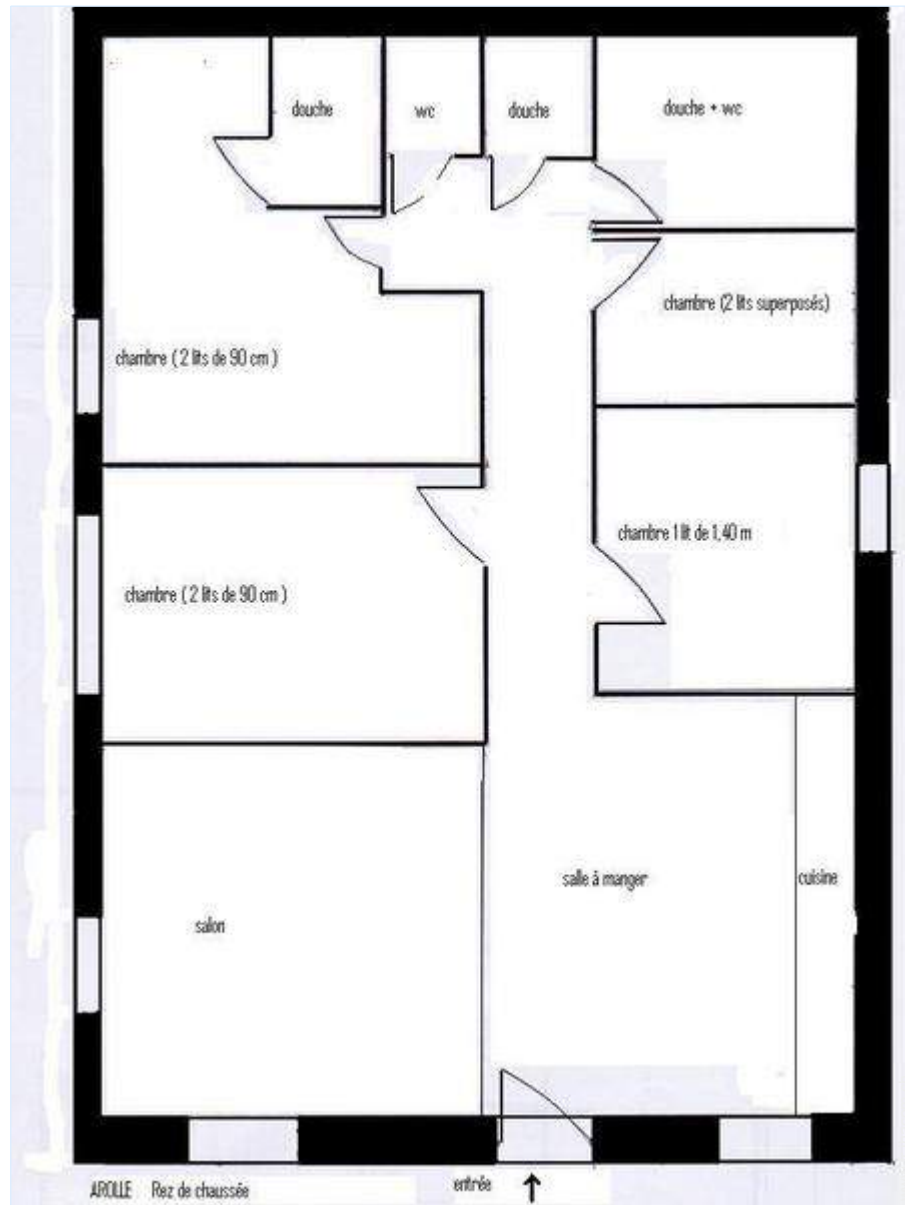 douche
wc
douche
douche + wc
chambre (2 lits superposés)
chambre ( 2 lits de 90 cm )
chambre 1 lit de 1,40 m
chambre ( 2 lits de 90 cm )
salle à manger
cuisine
salon
AROLLE Rez de chaussée
entrée